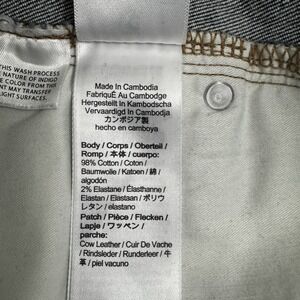 THIS WASH PROCESS
NATURE OF INDIGO
COLOR FROM THIS
TRANSFER ONTO
LIGHT SURFACES.
Made In Cambodia
FabriquÉ Au Cambodge
Hergestellt In Kambodscha
Vervaardigd In Cambodja
カンボジア製
hecho en camboya
Body / Corps / Oberteil /
Romp / 本体 / cuerpo:
98% Cotton / Coton /
Baumwolle / Katoen / 綿 /
algodón
2% Elastane / Élasthanne /
Elastan / Elastaan / ポリウ
レタン / elastano
Patch / Pièce / Flecken /
Lapje / ワッペン /
parche:
Cow Leather / Cuir De Vache
/ Rindsleder / Runderleer / 牛
革 / piel vacuno